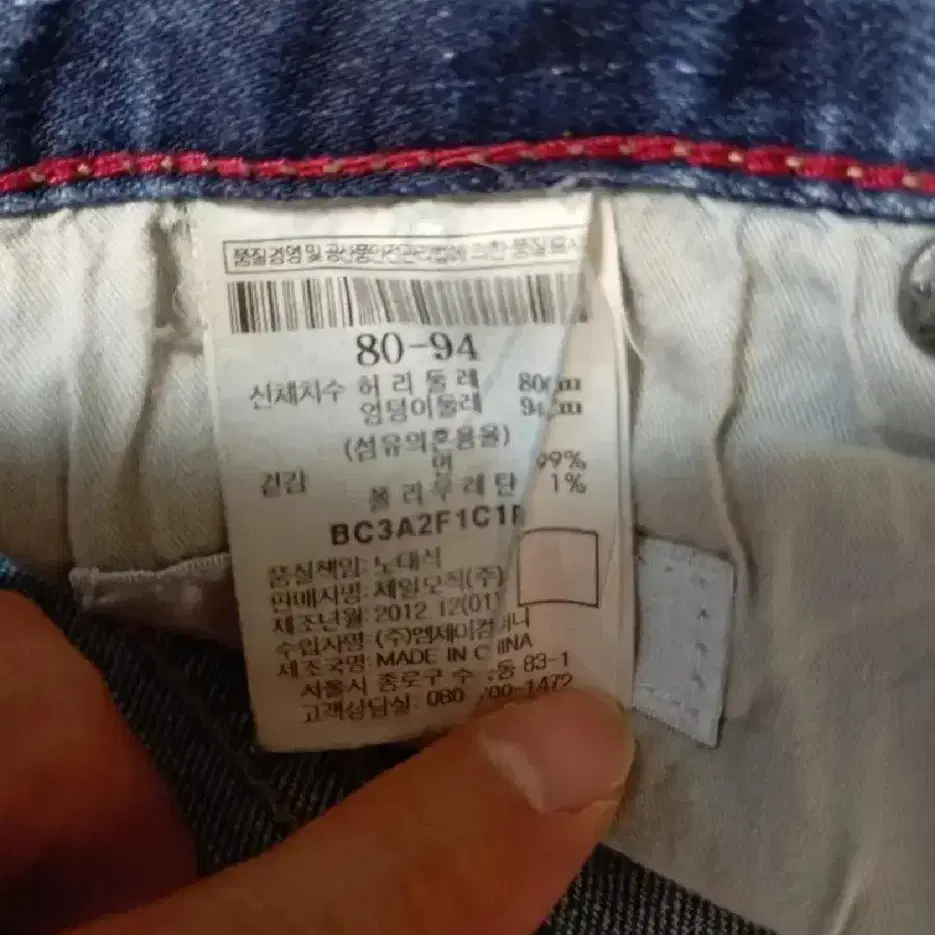 품질경영 및 공산품안전관리법에 의한 품질표시
80-94
신체치수 허리둘레 80cm
엉덩이둘레 94cm
(섬유의혼용율)
면 99%
겉감 폴리우레탄 1%
BC3A2F1C1
품질책임: 노대식
판매자명: 제일모직(주)
제조년월: 2012.12(01)
수입자명: (주)엠제이컴퍼니
제조국명: MADE IN CHINA
서울시 종로구 수 동 83-1
고객상담실: 080 700-1472